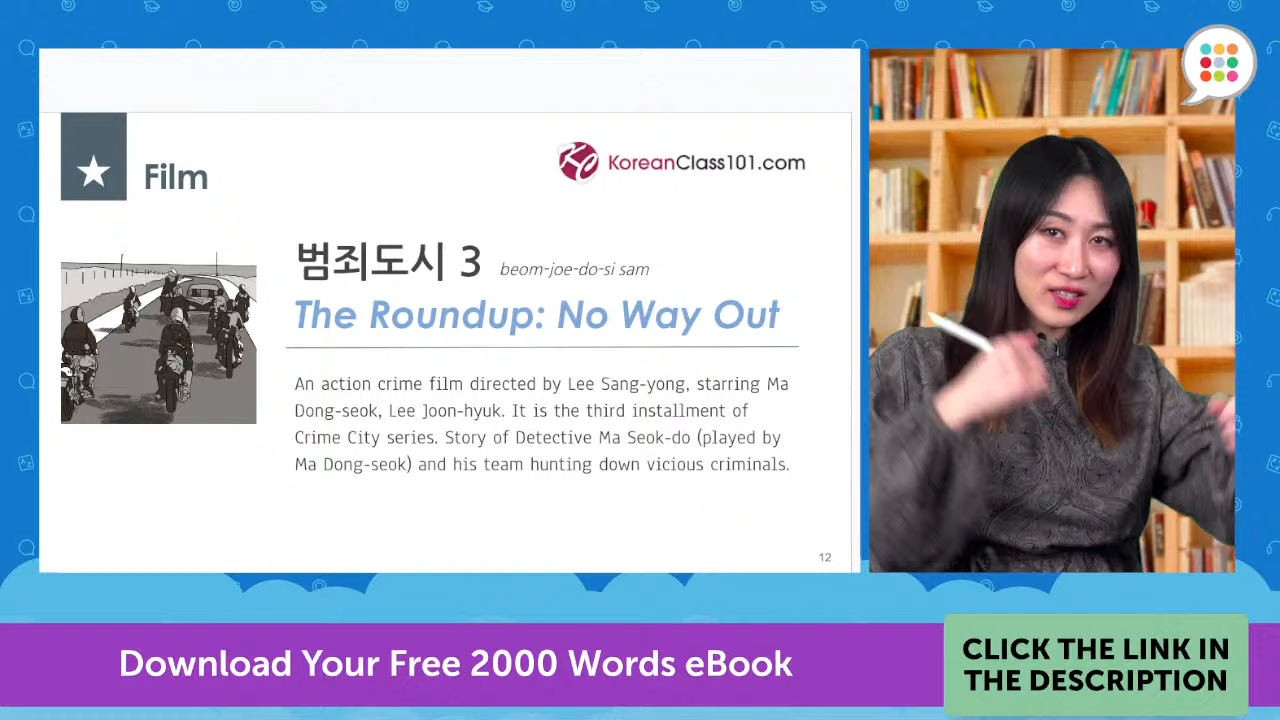 Film
KoreanClass101.com
범죄도시 3 beom-joe-do-si sam
The Roundup: No Way Out
An action crime film directed by Lee Sang-yong, starring Ma
Dong-seok, Lee Joon-hyuk. It is the third installment of
Crime City series. Story of Detective Ma Seok-do (played by
Ma Dong-seok) and his team hunting down vicious criminals.
12
Download Your Free 2000 Words eBook
CLICK THE LINK IN
THE DESCRIPTION